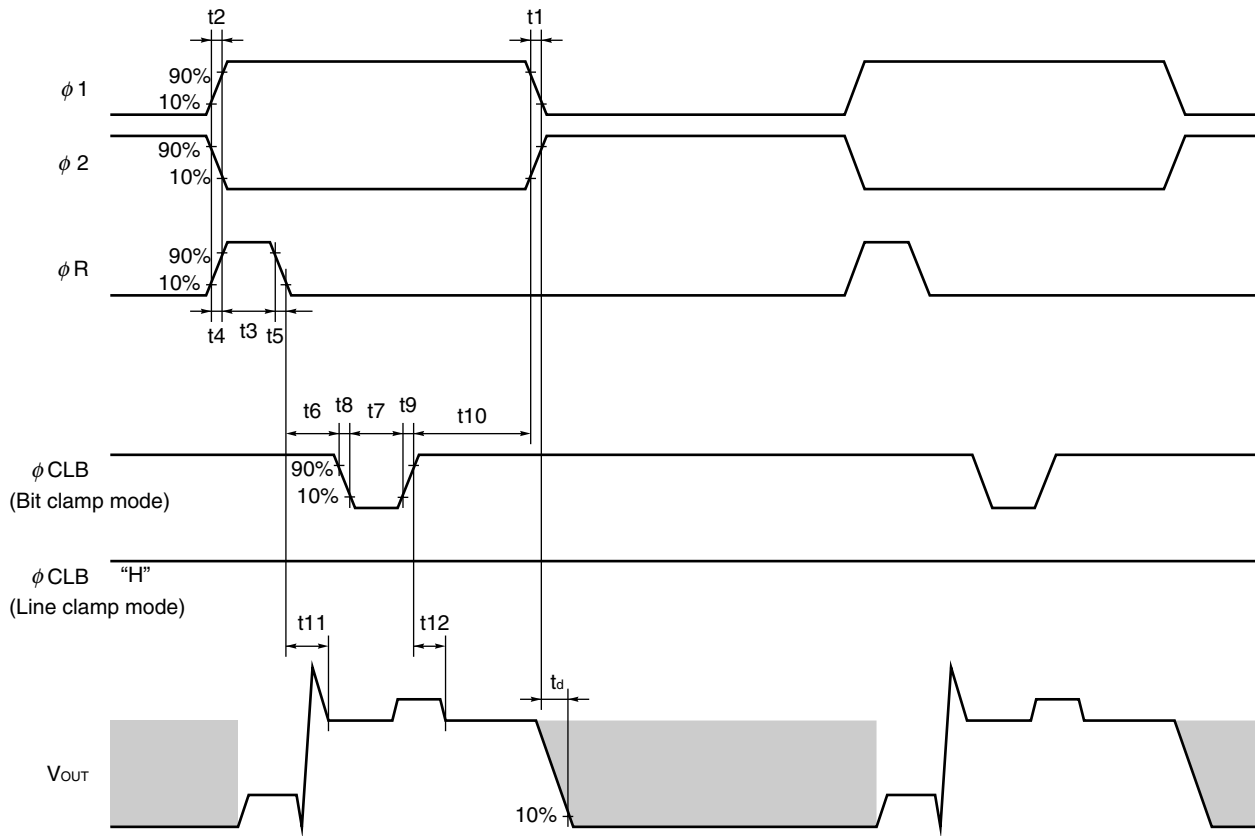 t2
t1
90%
ϕ1
10%
90%
ϕ2
10%
90%
ϕR
10%
t4
t3
t5
t6
t8
t7
t9
t10
ϕCLB
90%
10%
(Bit clamp mode)
ϕCLB
“H”
(Line clamp mode)
t11
t12
td
VOUT
10%